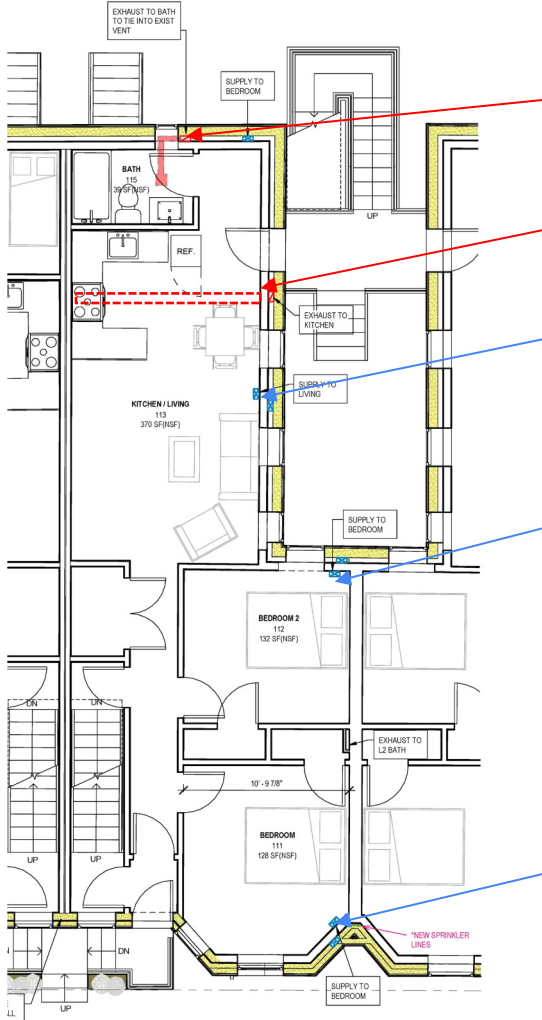 EXHAUST TO BATH
TO TIE INTO EXIST
VENT
SUPPLY TO
BEDROOM
BATH
115
39 SF(NSF)
UP
REF.
EXHAUST TO
KITCHEN
SUPPLY TO
LIVING
KITCHEN / LIVING
113
370 SF(NSF)
SUPPLY TO
BEDROOM
BEDROOM 2
112
132 SF(NSF)
DN
DN
EXHAUST TO
L2 BATH
10' - 9 7/8"
BEDROOM
111
128 SF(NSF)
UP
UP
*NEW SPRINKLER
LINES
DN
SUPPLY TO
BEDROOM
UP